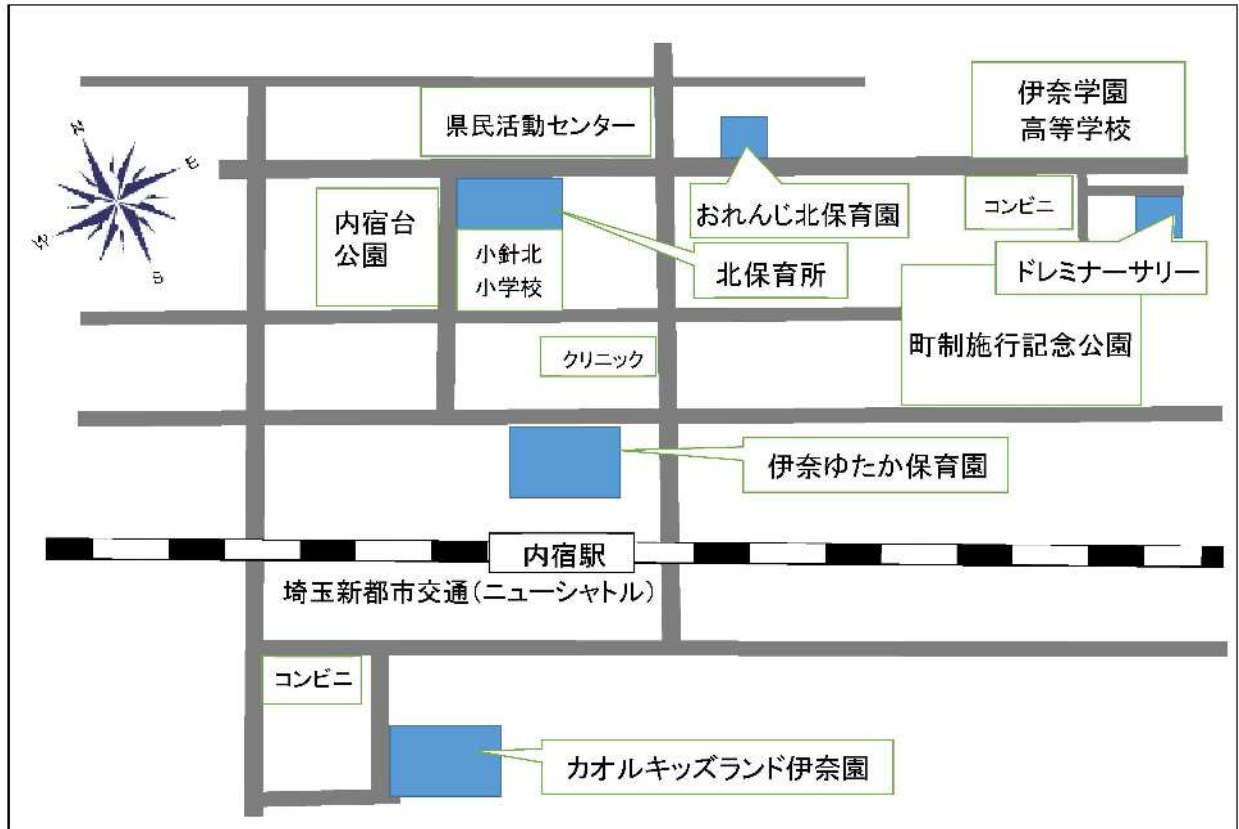 伊奈学園
高等学校
県民活動センター
N
E
W
S
内宿台
公園
小針北
小学校
おれんじ北保育園
コンビニ
北保育所
ドレミナーサリー
町制施行記念公園
クリニック
伊奈ゆたか保育園
内宿駅
埼玉新都市交通(ニューシャトル)
コンビニ
カオルキッズランド伊奈園